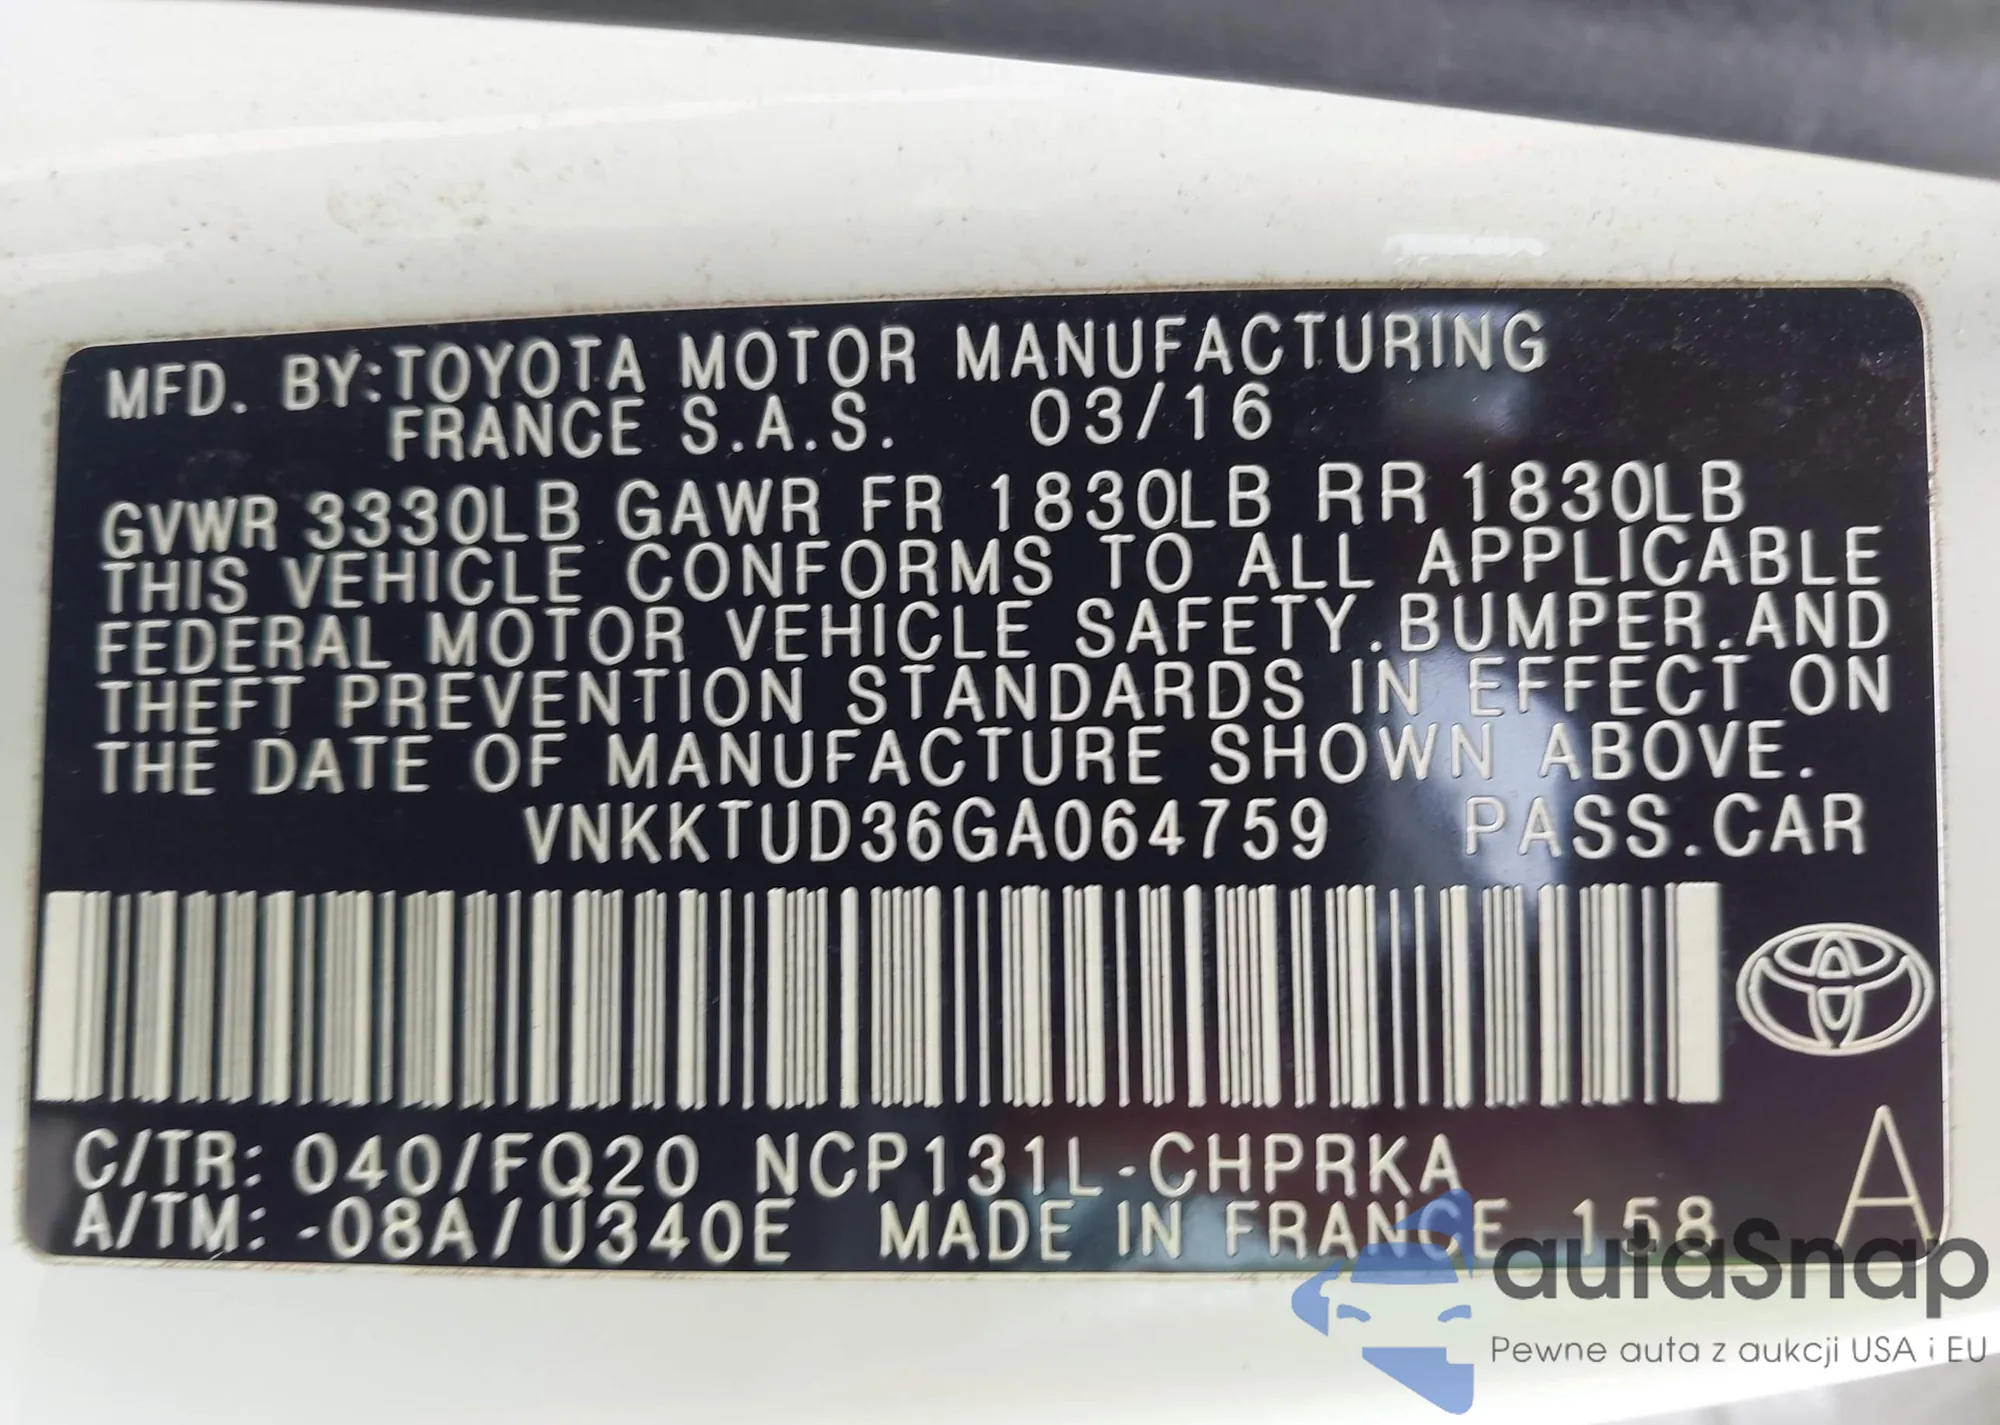 MFD. BY:TOYOTA MOTOR MANUFACTURING
FRANCE S.A.S. 03/16
GVWR 3330LB GAWR FR 1830LB RR 1830LB
THIS VEHICLE CONFORMS TO ALL APPLICABLE
FEDERAL MOTOR VEHICLE SAFETY.BUMPER.AND
THEFT PREVENTION STANDARDS IN EFFECT ON
THE DATE OF MANUFACTURE SHOWN ABOVE.
VNKKTUD36GA064759 PASS.CAR
C/TR: 040/FQ20 NCP131L-CHPRKA
A/TM: -08A/U340E MADE IN FRANCE 158
A
autaSnap
Pewne auta z aukcji USA i EU